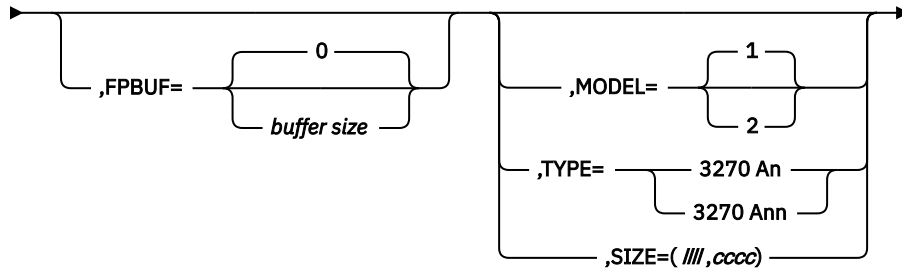 0
,FPBUF=
buffer size
1
,MODEL=
2
,TYPE=
3270 An
3270 Ann
,SIZE=( llll ,cccc)